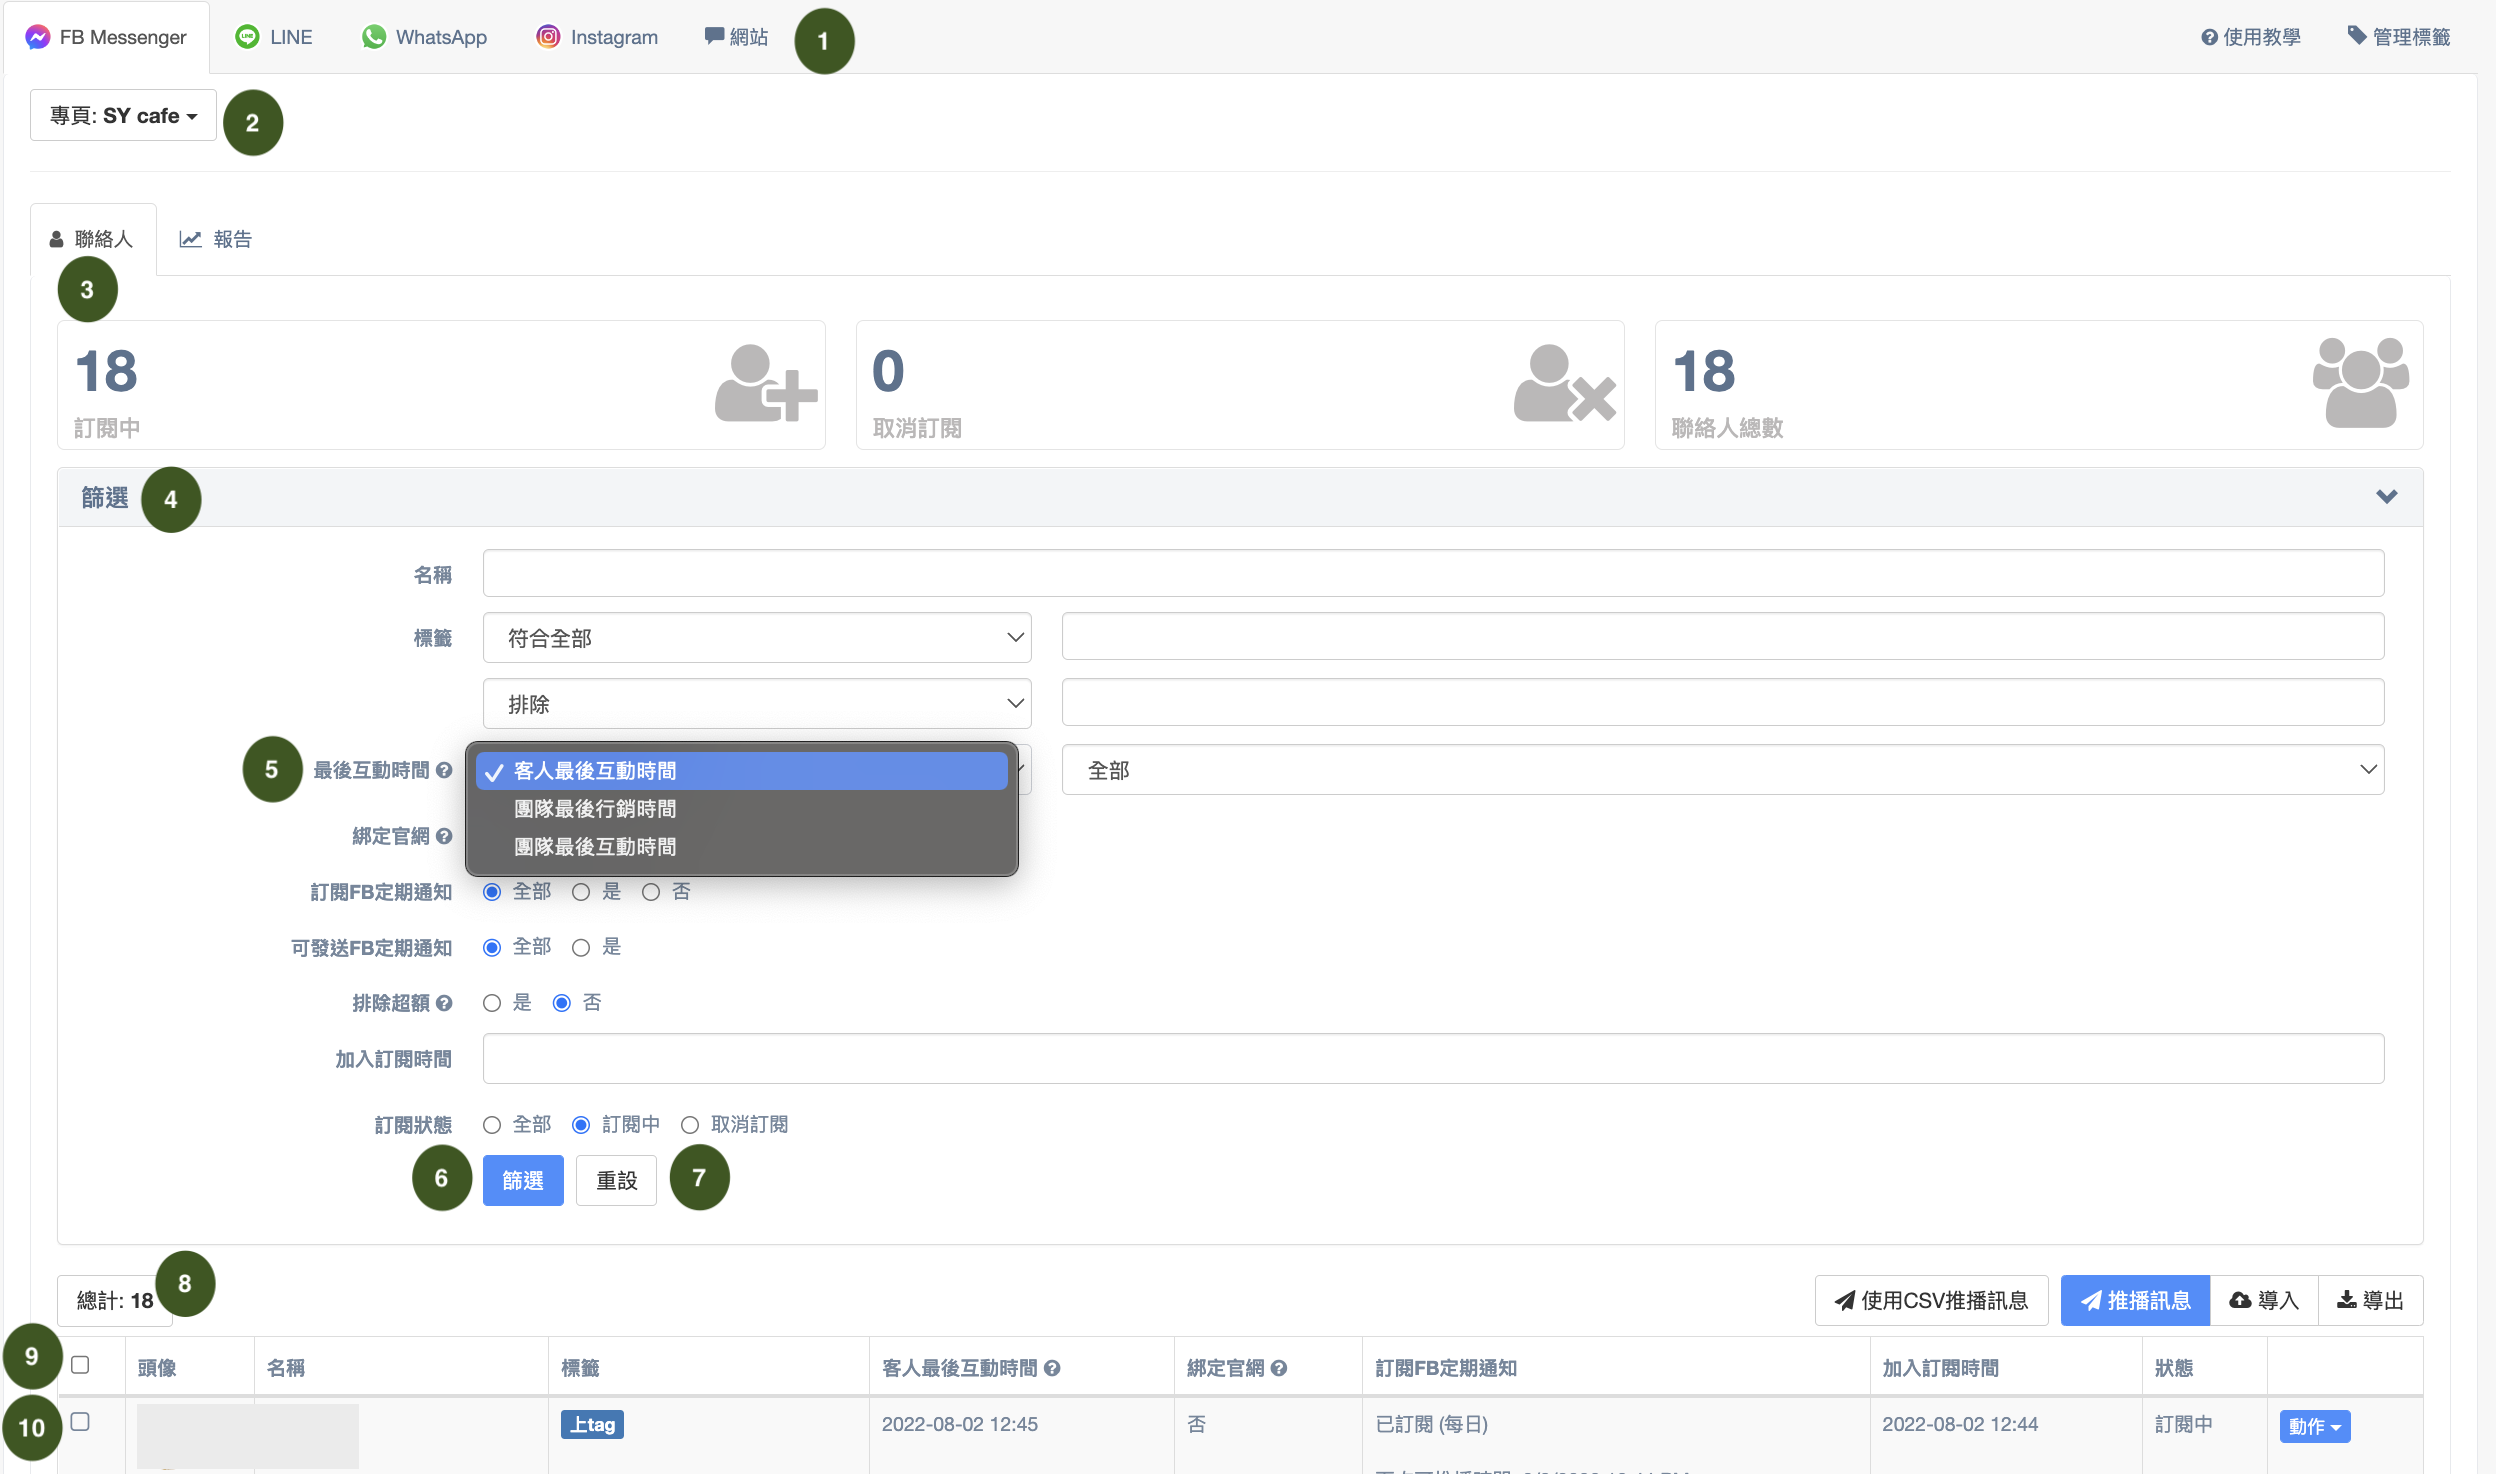 FB Messenger LINE WhatsApp Instagram 網站 1 使用教學 管理標籤
專頁: SY cafe 2
聯絡人 報告
3
18 0 18
訂閱中 取消訂閱 聯絡人總數
篩選 4
名稱
標籤 符合全部
排除
5 最後互動時間 客人最後互動時間 全部
團隊最後行銷時間
綁定官網
團隊最後互動時間
訂閱FB定期通知 全部 是 否
可發送FB定期通知 全部 是
排除超額 是 否
加入訂閱時間
訂閱狀態 全部 訂閱中 取消訂閱
6 篩選 重設 7
8
總計: 18 使用CSV推播訊息 推播訊息 導入 導出
9 頭像 名稱 標籤 客人最後互動時間 綁定官網 訂閱FB定期通知 加入訂閱時間 狀態
10 上tag 2022-08-02 12:45 否 已訂閱 (每日) 2022-08-02 12:44 訂閱中 動作